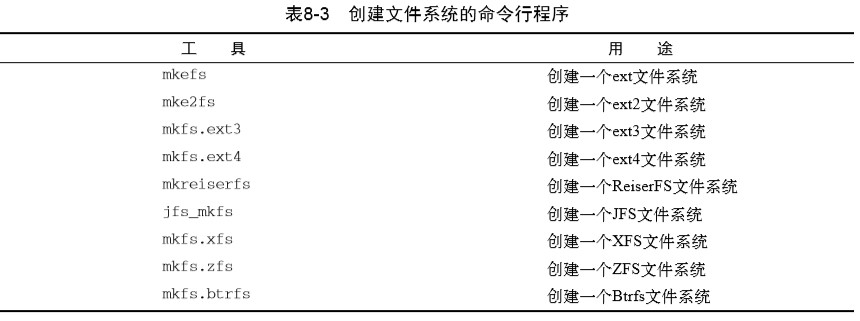 表8-3 创建文件系统的命令行程序
工 具 用 途
mkefs 创建一个ext文件系统
mke2fs 创建一个ext2文件系统
mkfs.ext3 创建一个ext3文件系统
mkfs.ext4 创建一个ext4文件系统
mkreiserfs 创建一个ReiserFS文件系统
jfs_mkfs 创建一个JFS文件系统
mkfs.xfs 创建一个XFS文件系统
mkfs.zfs 创建一个ZFS文件系统
mkfs.btrfs 创建一个Btrfs文件系统